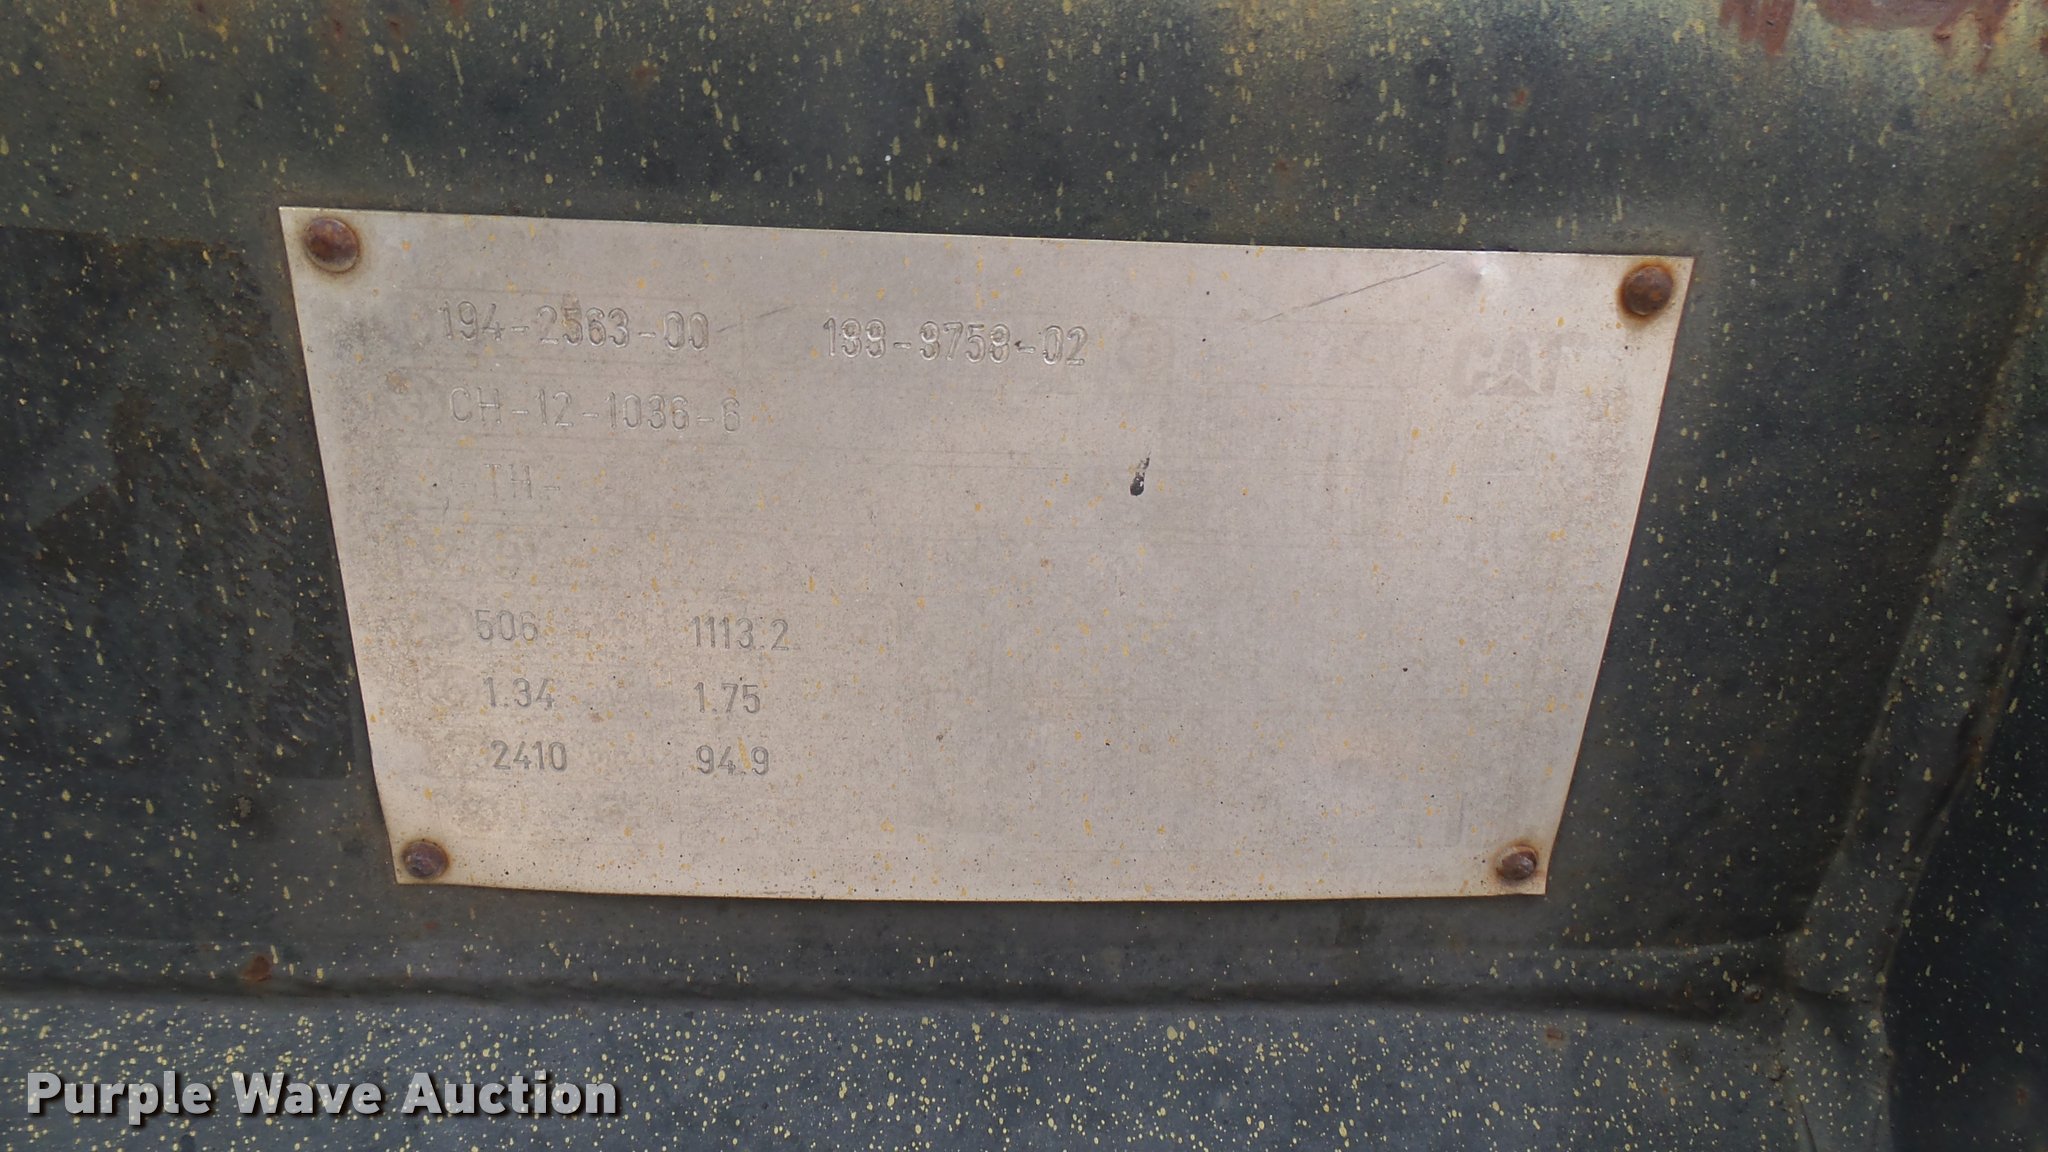 194-2563-00 199-9758-02
CH-12-1036-6
-TH-
506 1113.2
1.34 1.75
2410 94.9
Purple Wave Auction